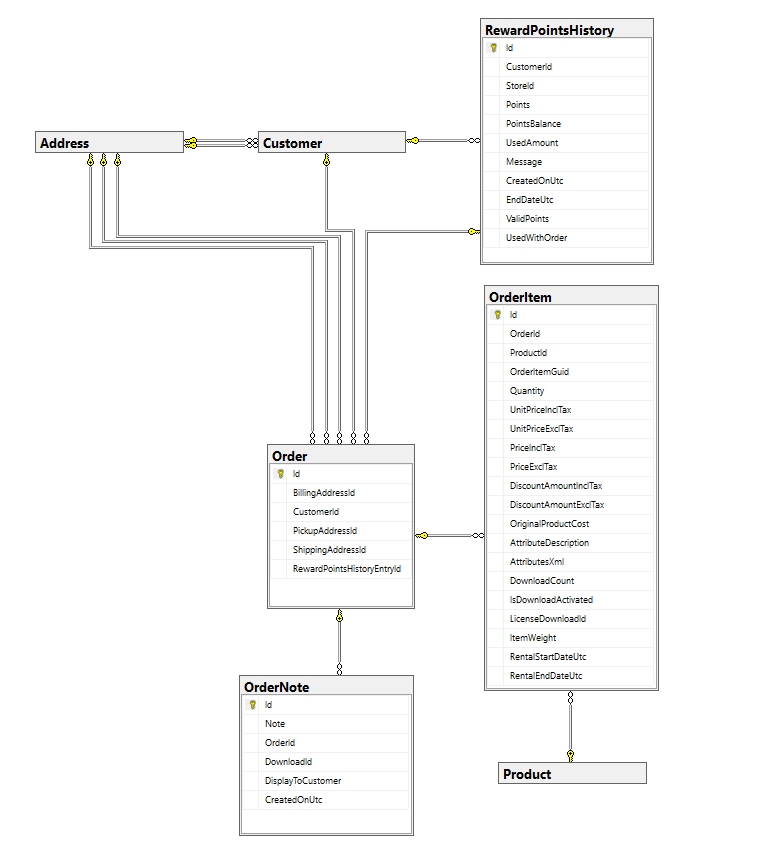 RewardPointsHistory
Id
CustomerId
StoreId
Points
PointsBalance
UsedAmount
Message
CreatedOnUtc
EndDateUtc
ValidPoints
UsedWithOrder
Address
Customer
OrderItem
Id
OrderId
ProductId
OrderItemGuid
Quantity
UnitPriceInclTax
UnitPriceExclTax
PriceInclTax
PriceExclTax
DiscountAmountInclTax
DiscountAmountExclTax
OriginalProductCost
AttributeDescription
AttributesXml
DownloadCount
IsDownloadActivated
LicenseDownloadId
ItemWeight
RentalStartDateUtc
RentalEndDateUtc
Order
Id
BillingAddressId
CustomerId
PickupAddressId
ShippingAddressId
RewardPointsHistoryEntryId
OrderNote
Id
Note
OrderId
DownloadId
DisplayToCustomer
CreatedOnUtc
Product